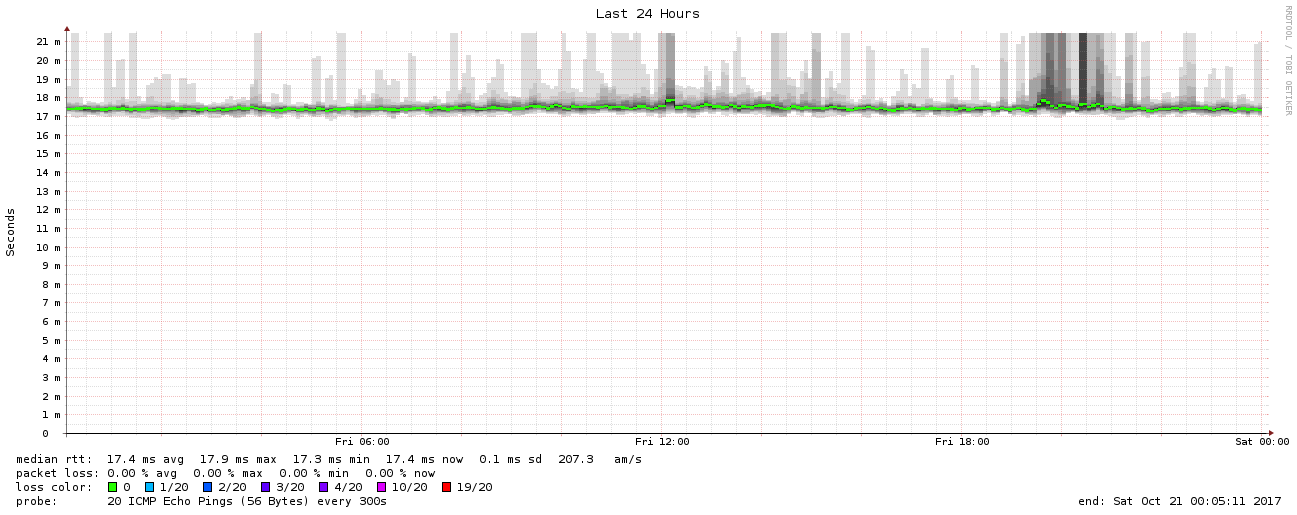 Last 24 Hours
RRDTOOL / TOBI OETIKER
Seconds
21 m
20 m
19 m
18 m
17 m
16 m
15 m
14 m
13 m
12 m
11 m
10 m
9 m
8 m
7 m
6 m
5 m
4 m
3 m
2 m
1 m
0
Fri 06:00 Fri 12:00 Fri 18:00 Sat 00:00
median rtt: 17.4 ms avg 17.9 ms max 17.3 ms min 17.4 ms now 0.1 ms sd 207.3 am/s
packet loss: 0.00 % avg 0.00 % max 0.00 % min 0.00 % now
loss color: 0 1/20 2/20 3/20 4/20 10/20 19/20
probe: 20 ICMP Echo Pings (56 Bytes) every 300s end: Sat Oct 21 00:05:11 2017